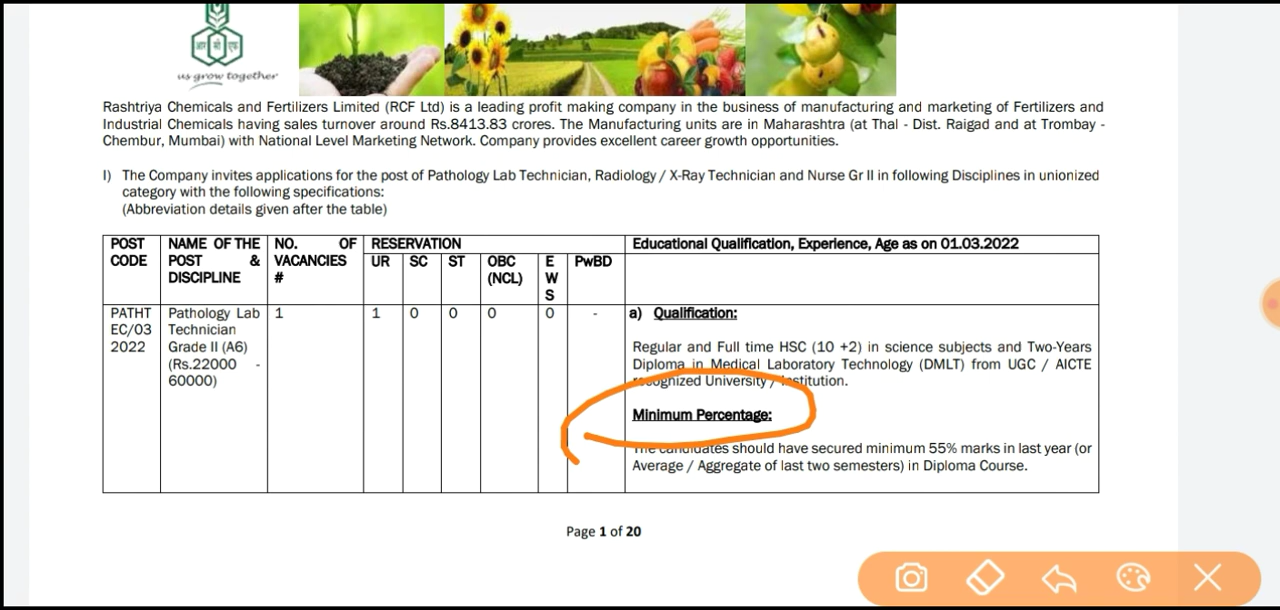 आर सी एफ
us grow together
Rashtriya Chemicals and Fertilizers Limited (RCF Ltd) is a leading profit making company in the business of manufacturing and marketing of Fertilizers and
Industrial Chemicals having sales turnover around Rs.8413.83 crores. The Manufacturing units are in Maharashtra (at Thal - Dist. Raigad and at Trombay -
Chembur, Mumbai) with National Level Marketing Network. Company provides excellent career growth opportunities.
I) The Company invites applications for the post of Pathology Lab Technician, Radiology / X-Ray Technician and Nurse Gr II in following Disciplines in unionized
category with the following specifications:
(Abbreviation details given after the table)
POST CODE
NAME OF THE POST & DISCIPLINE
NO. OF VACANCIES #
RESERVATION
UR SC ST OBC (NCL) EWS PwBD
Educational Qualification, Experience, Age as on 01.03.2022
PATHT
EC/03
2022
Pathology Lab
Technician
Grade II (A6)
(Rs.22000 -
60000)
1 1 0 0 0 0 -
a) Qualification:
Regular and Full time HSC (10 +2) in science subjects and Two-Years
Diploma in Medical Laboratory Technology (DMLT) from UGC / AICTE
recognized University / Institution.
Minimum Percentage:
The candidates should have secured minimum 55% marks in last year (or
Average / Aggregate of last two semesters) in Diploma Course.
Page 1 of 20